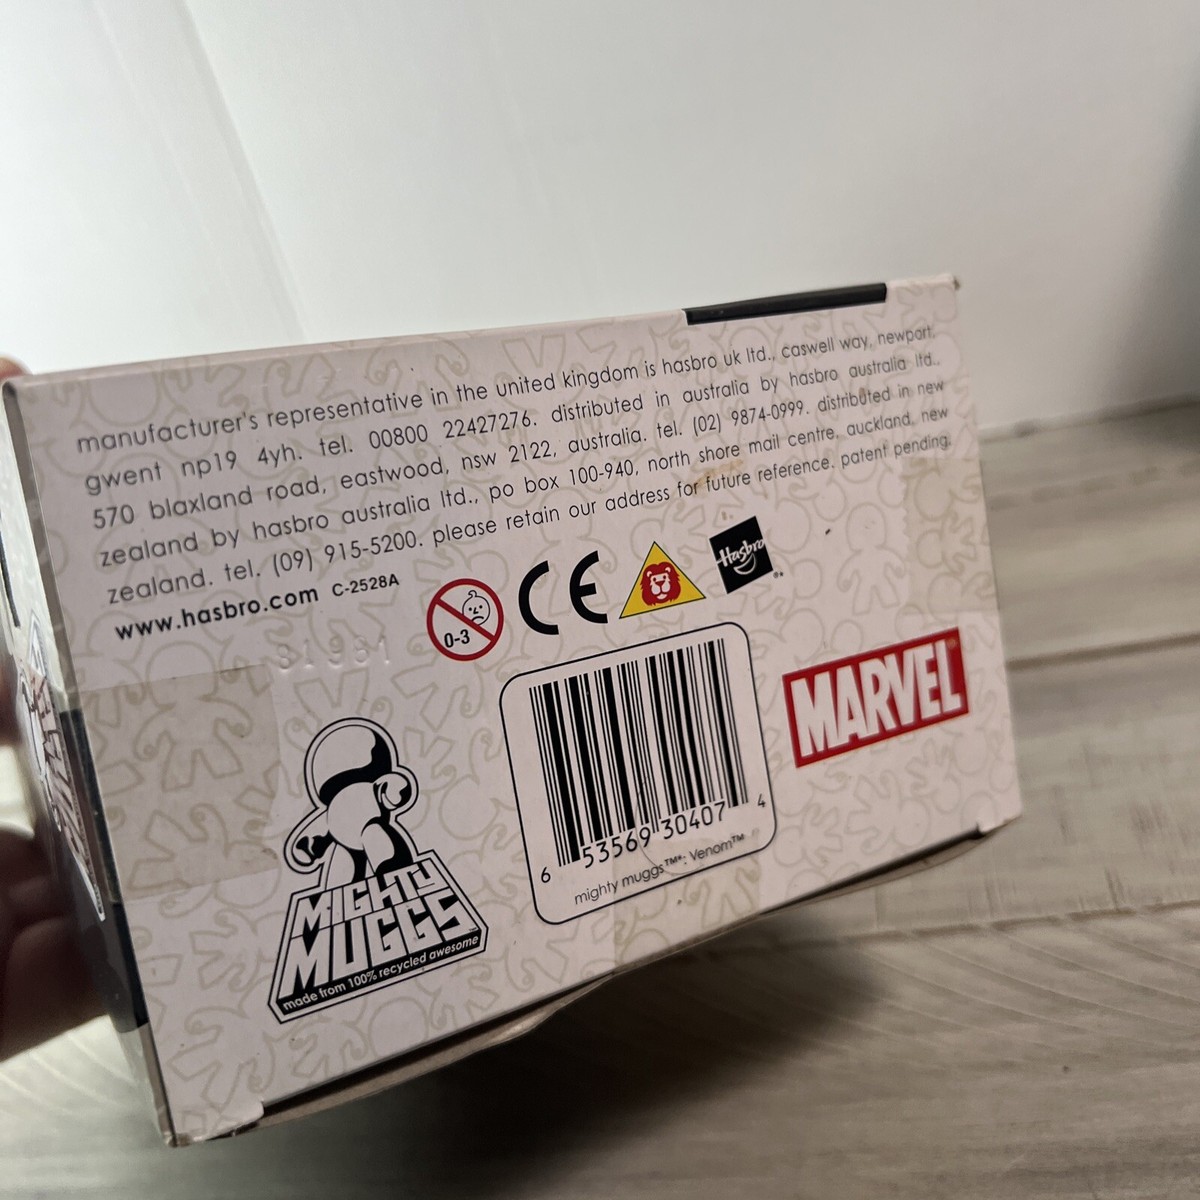 manufacturer's representative in the united kingdom is hasbro uk ltd., caswell way, newport,
gwent np19 4yh. tel. 00800 22427276. distributed in australia by hasbro australia ltd.,
570 blaxland road, eastwood, nsw 2122, australia. tel. (02) 9874-0999. distributed in new
zealand by hasbro australia ltd., po box 100-940, north shore mail centre, auckland, new
zealand. tel. (09) 915-5200. please retain our address for future reference. patent pending.
www.hasbro.com C-2528A
0-3
CE
Hasbro
81931
MARVEL
6 53569 30407 4
mighty muggs™*: Venom™
MIGHTY
MUGGS
made from 100% recycled awesome